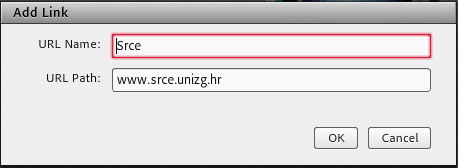 Add Link
URL Name: Srce
URL Path: www.srce.unizg.hr
OK Cancel